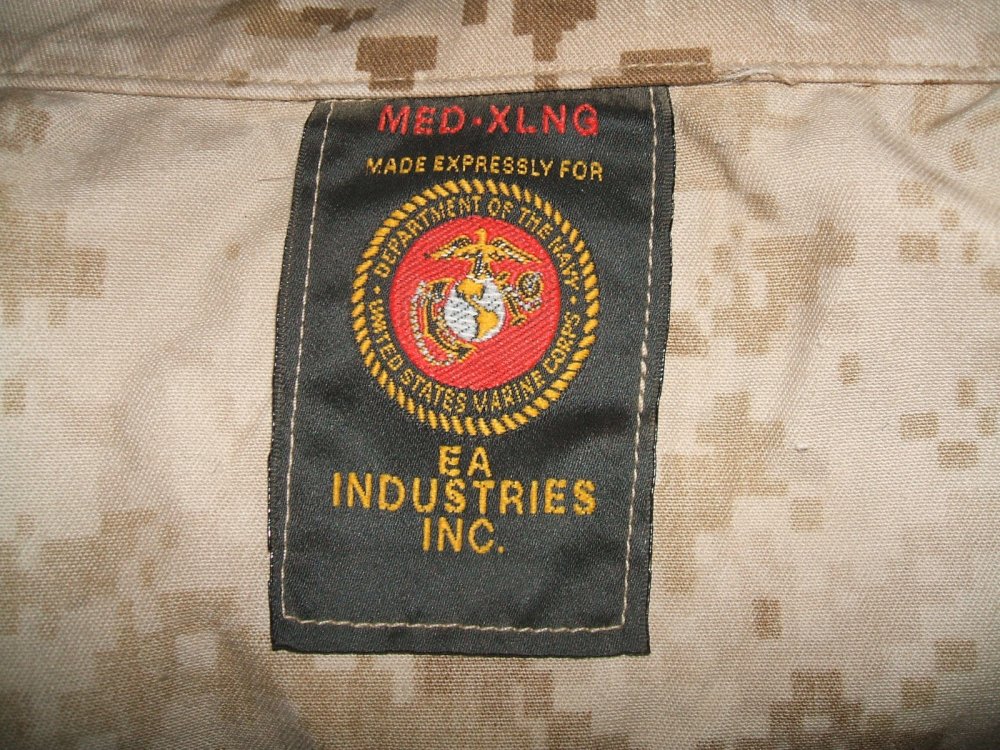 MED·XLNG
MADE EXPRESSLY FOR
DEPARTMENT OF THE NAVY
UNITED STATES MARINE CORPS
EA
INDUSTRIES
INC.